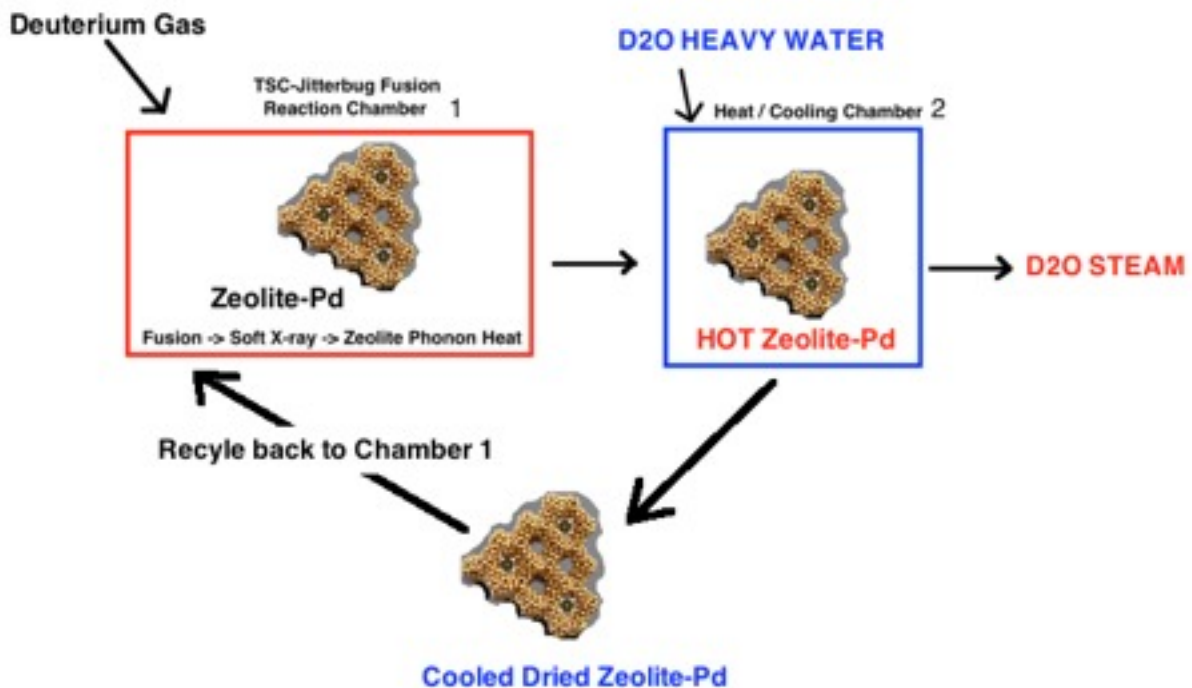 Deuterium Gas
D2O HEAVY WATER
TSC-Jitterbug Fusion
Reaction Chamber 1
Heat / Cooling Chamber 2
Zeolite-Pd
Fusion -> Soft X-ray -> Zeolite Phonon Heat
HOT Zeolite-Pd
D2O STEAM
Recyle back to Chamber 1
Cooled Dried Zeolite-Pd